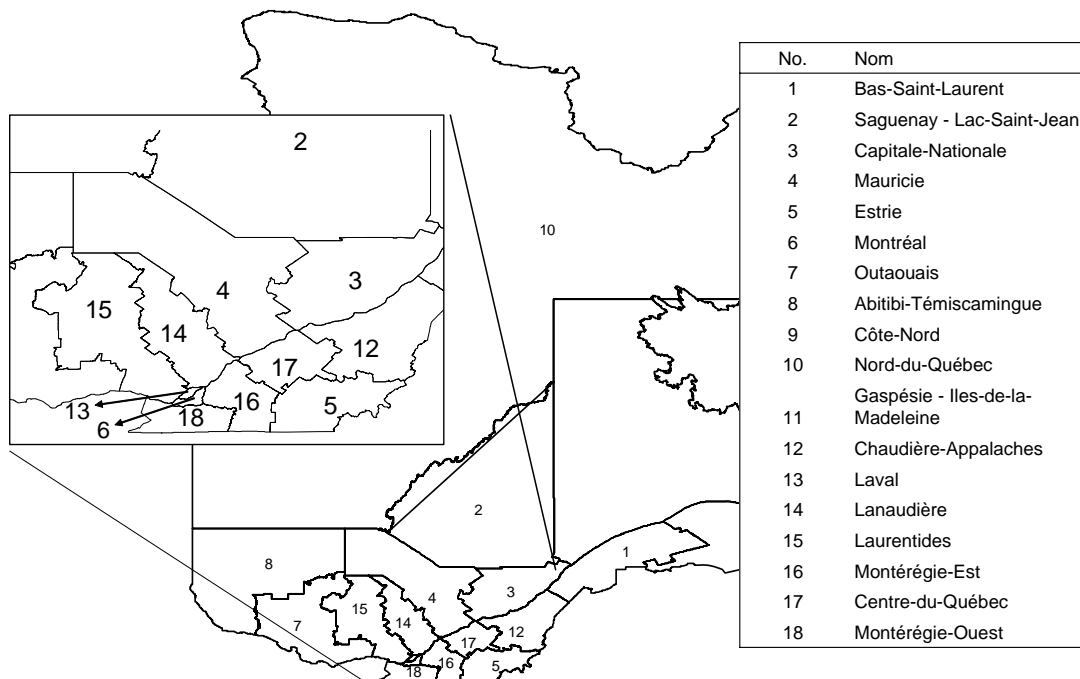 No. Nom
1 Bas-Saint-Laurent
2 Saguenay - Lac-Saint-Jean
3 Capitale-Nationale
4 Mauricie
5 Estrie
6 Montréal
7 Outaouais
8 Abitibi-Témiscamingue
9 Côte-Nord
10 Nord-du-Québec
11 Gaspésie - Iles-de-la-
Madeleine
12 Chaudière-Appalaches
13 Laval
14 Lanaudière
15 Laurentides
16 Montérégie-Est
17 Centre-du-Québec
18 Montérégie-Ouest
2
3
4
15
14
12
17
16
5
13
18
6
10
2
1
8
3
4
15
7
14
12
17
16
5
18